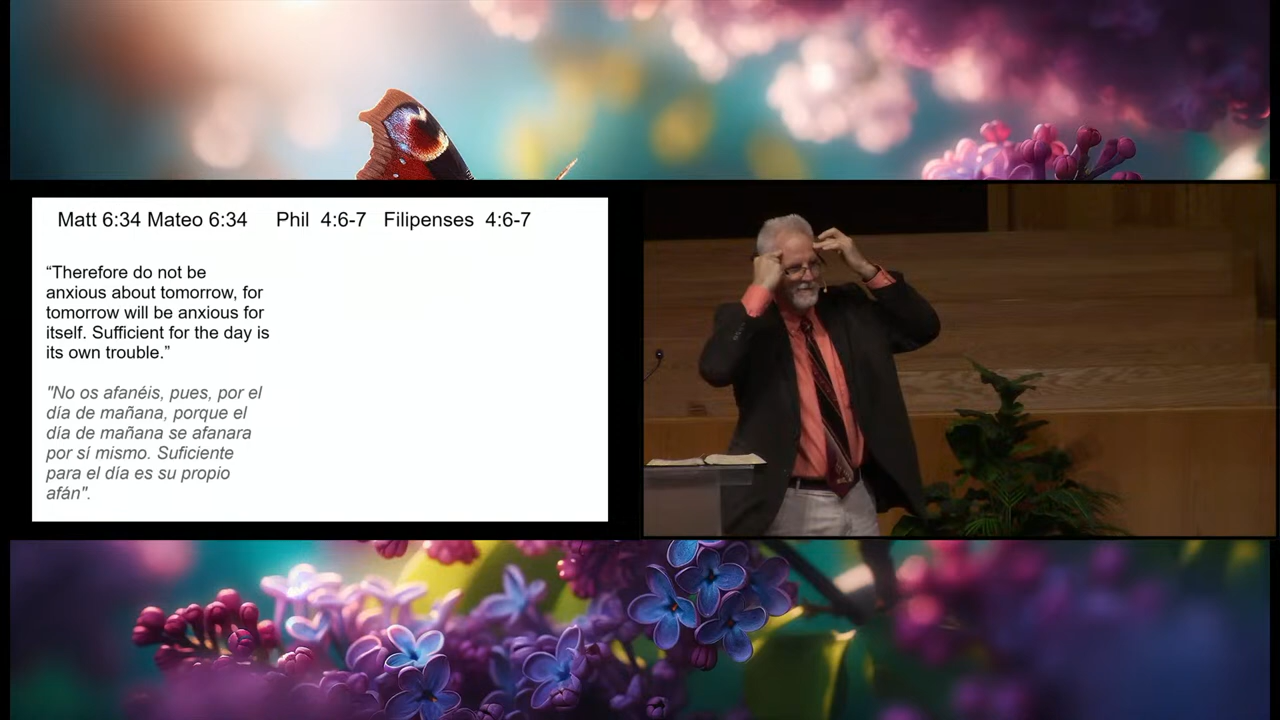 Matt 6:34 Mateo 6:34 Phil 4:6-7 Filipenses 4:6-7
“Therefore do not be
anxious about tomorrow, for
tomorrow will be anxious for
itself. Sufficient for the day is
its own trouble.”
"No os afanéis, pues, por el
día de mañana, porque el
día de mañana se afanara
por sí mismo. Suficiente
para el día es su propio
afán".